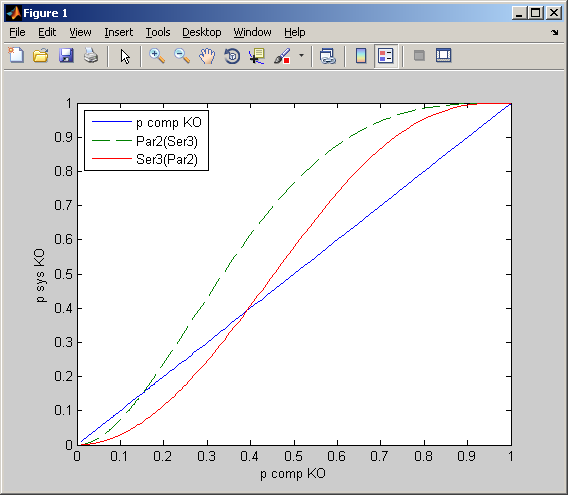 Figure 1
File Edit View Insert Tools Desktop Window Help
p comp KO
Par2(Ser3)
Ser3(Par2)
1
0.9
0.8
0.7
0.6
0.5
0.4
0.3
0.2
0.1
0
p sys KO
0 0.1 0.2 0.3 0.4 0.5 0.6 0.7 0.8 0.9 1
p comp KO